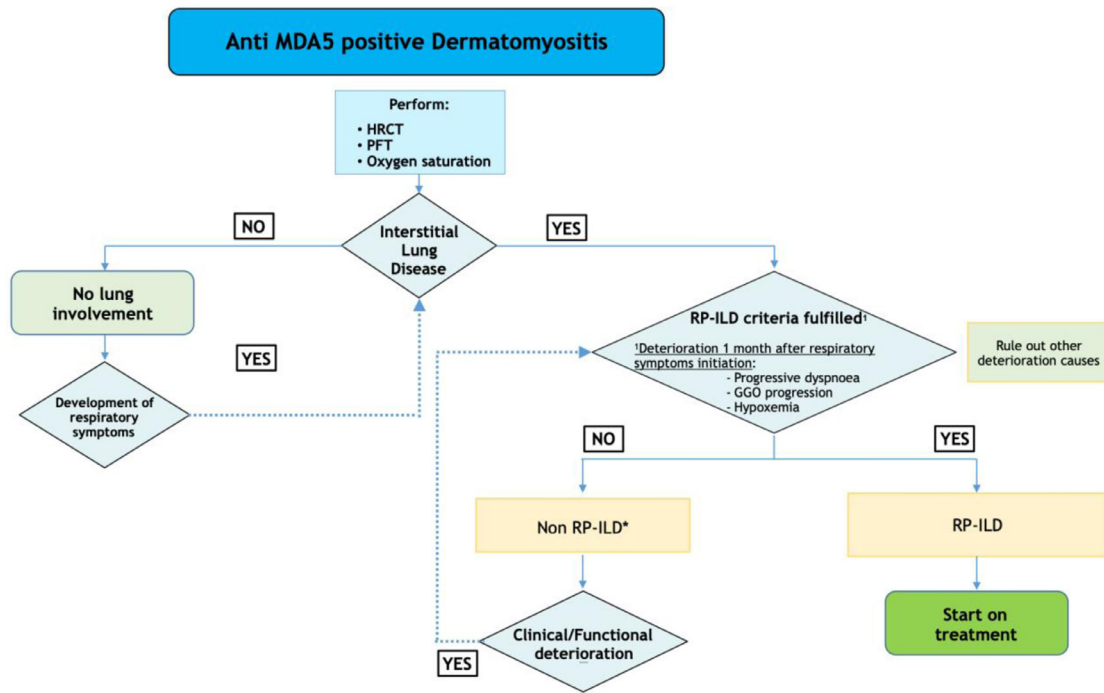 Anti MDA5 positive Dermatomyositis
Perform:
• HRCT
• PFT
• Oxygen saturation
NO
YES
Interstitial
Lung
Disease
No lung
involvement
YES
Development of
respiratory
symptoms
RP-ILD criteria fulfilled¹
¹Deterioration 1 month after respiratory
symptoms initiation:
- Progressive dyspnoea
- GGO progression
- Hypoxemia
Rule out other
deterioration causes
NO
YES
Non RP-ILD*
RP-ILD
Clinical/Functional
deterioration
YES
Start on
treatment